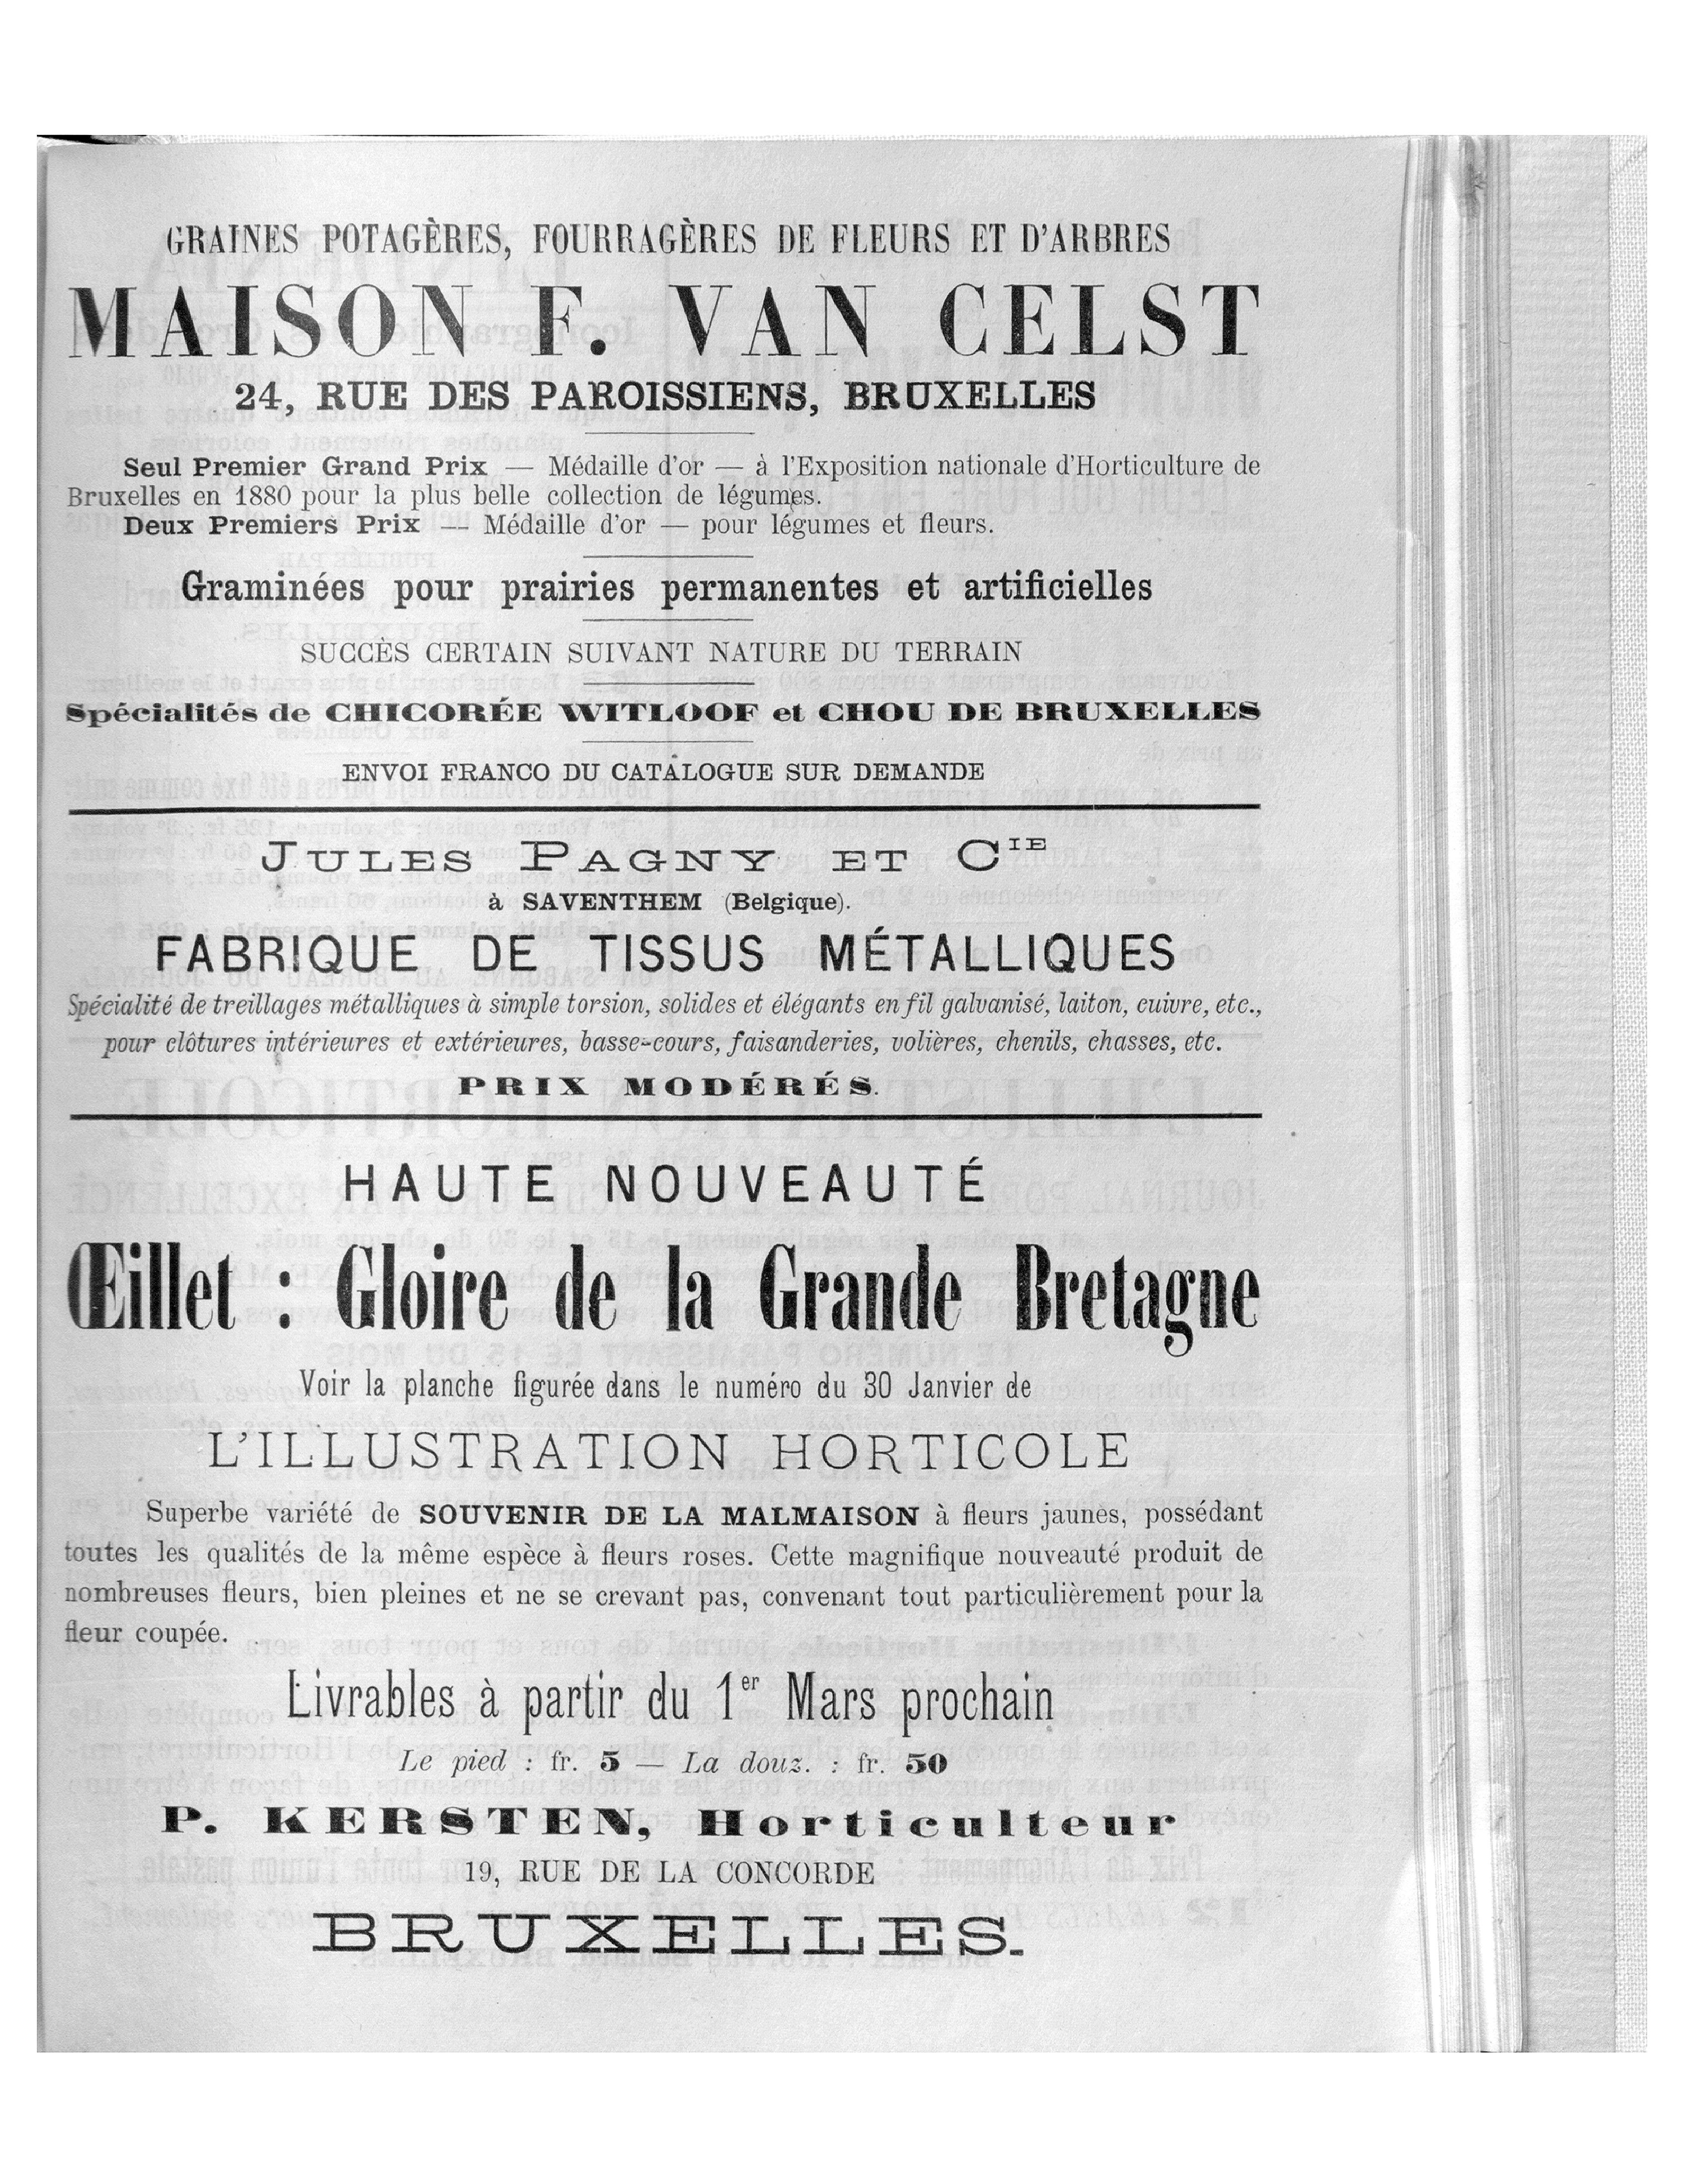 GRAINES POTAGÈRES, FOURRAGÈRES DE FLEURS ET D'ARBRES
MAISON F. VAN CELST
24, RUE DES PAROISSIENS, BRUXELLES
Seul Premier Grand Prix — Médaille d'or — à l'Exposition nationale d'Horticulture de
Bruxelles en 1880 pour la plus belle collection de légumes.
Deux Premiers Prix — Médaille d'or — pour légumes et fleurs.
Graminées pour prairies permanentes et artificielles
SUCCÈS CERTAIN SUIVANT NATURE DU TERRAIN
Spécialités de CHICORÉE WITLOOF et CHOU DE BRUXELLES
ENVOI FRANCO DU CATALOGUE SUR DEMANDE
JULES PAGNY ET CIE
à SAVENTHEM (Belgique).
FABRIQUE DE TISSUS MÉTALLIQUES
Spécialité de treillages métalliques à simple torsion, solides et élégants en fil galvanisé, laiton, cuivre, etc.,
pour clôtures intérieures et extérieures, basse-cours, faisanderies, volières, chenils, chasses, etc.
PRIX MODÉRÉS.
HAUTE NOUVEAUTÉ
Œillet : Gloire de la Grande Bretagne
Voir la planche figurée dans le numéro du 30 Janvier de
L'ILLUSTRATION HORTICOLE
Superbe variété de SOUVENIR DE LA MALMAISON à fleurs jaunes, possédant
toutes les qualités de la même espèce à fleurs roses. Cette magnifique nouveauté produit de
nombreuses fleurs, bien pleines et ne se crevant pas, convenant tout particulièrement pour la
fleur coupée.
Livrables à partir du 1er Mars prochain
Le pied : fr. 5 — La douz. : fr. 50
P. KERSTEN, Horticulteur
19, RUE DE LA CONCORDE
BRUXELLES.